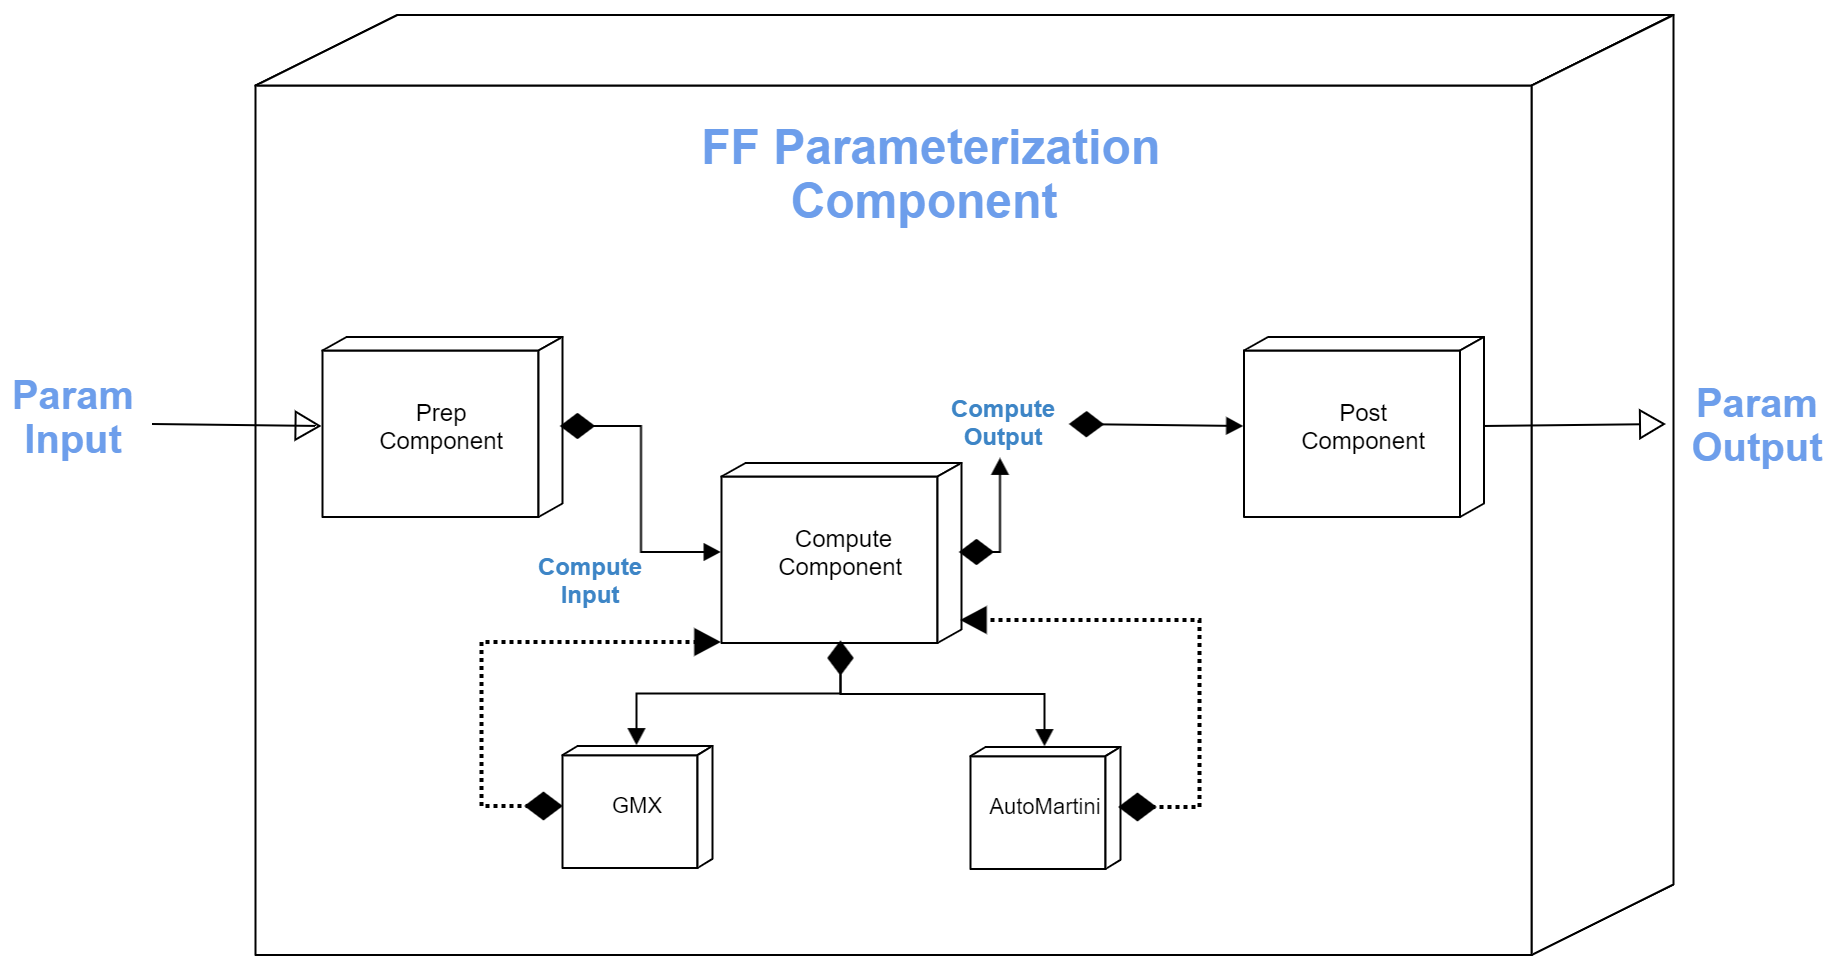 FF Parameterization
Component
Param
Input
Prep
Component
Compute
Input
Compute
Component
Compute
Output
Post
Component
Param
Output
GMX
AutoMartini